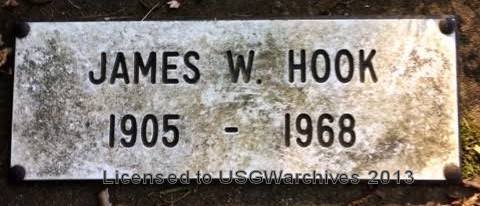 JAMES W. HOOK
1905 - 1968
Licensed to USGWarchives 2013